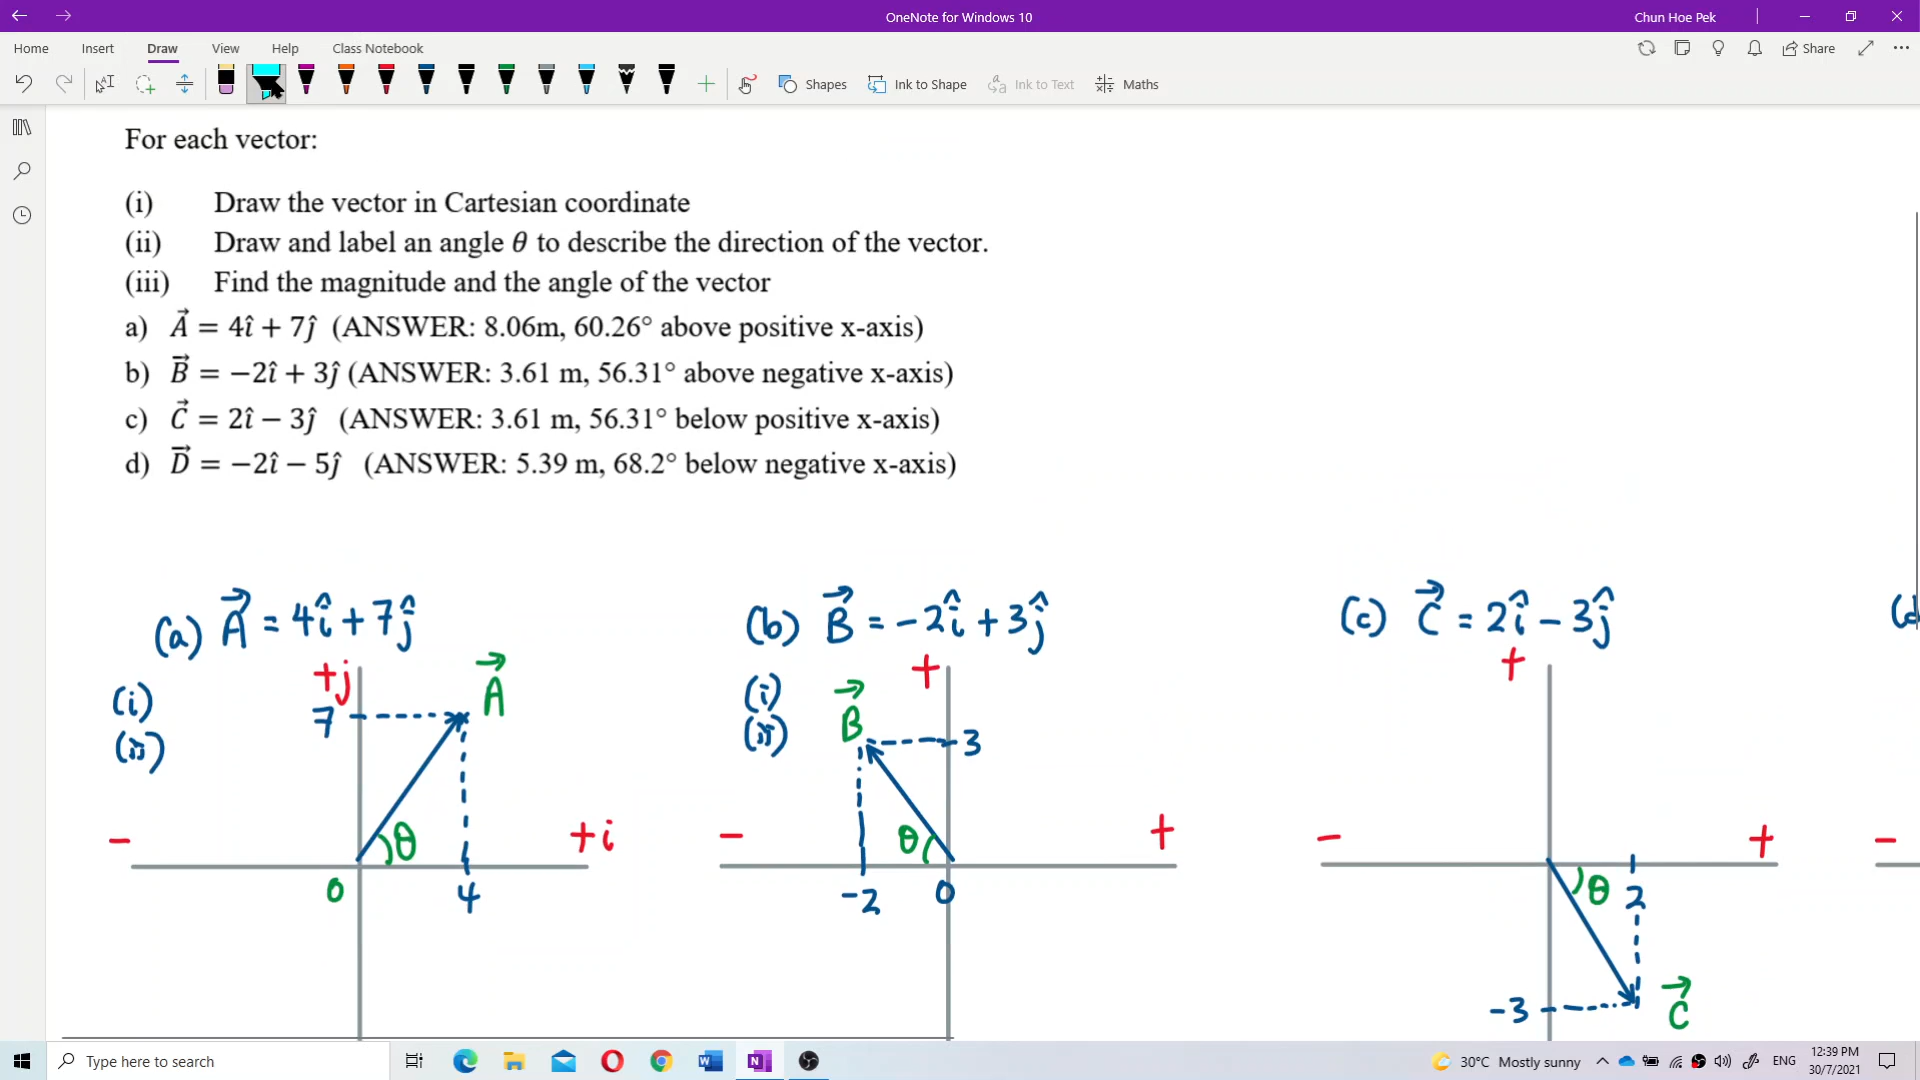 OneNote for Windows 10
Chun Hoe Pek
Home Insert Draw View Help Class Notebook
Share
Shapes Ink to Shape Ink to Text Maths
For each vector:
(i) Draw the vector in Cartesian coordinate
(ii) Draw and label an angle θ to describe the direction of the vector.
(iii) Find the magnitude and the angle of the vector
a) A⃗ = 4î + 7ĵ (ANSWER: 8.06m, 60.26° above positive x-axis)
b) B⃗ = −2î + 3ĵ (ANSWER: 3.61 m, 56.31° above negative x-axis)
c) C⃗ = 2î − 3ĵ (ANSWER: 3.61 m, 56.31° below positive x-axis)
d) D⃗ = −2î − 5ĵ (ANSWER: 5.39 m, 68.2° below negative x-axis)
(a) A⃗ = 4î + 7ĵ
(i)
(ii)
+j
7
A⃗
θ
-
+i
0
4
(b) B⃗ = -2î + 3ĵ
(i)
(ii)
+
B⃗
3
θ
-
+
-2
0
(c) C⃗ = 2î - 3ĵ
+
-
+
θ
2
-3
C⃗
(d
-
Type here to search
30°C Mostly sunny
ENG
12:39 PM
30/7/2021